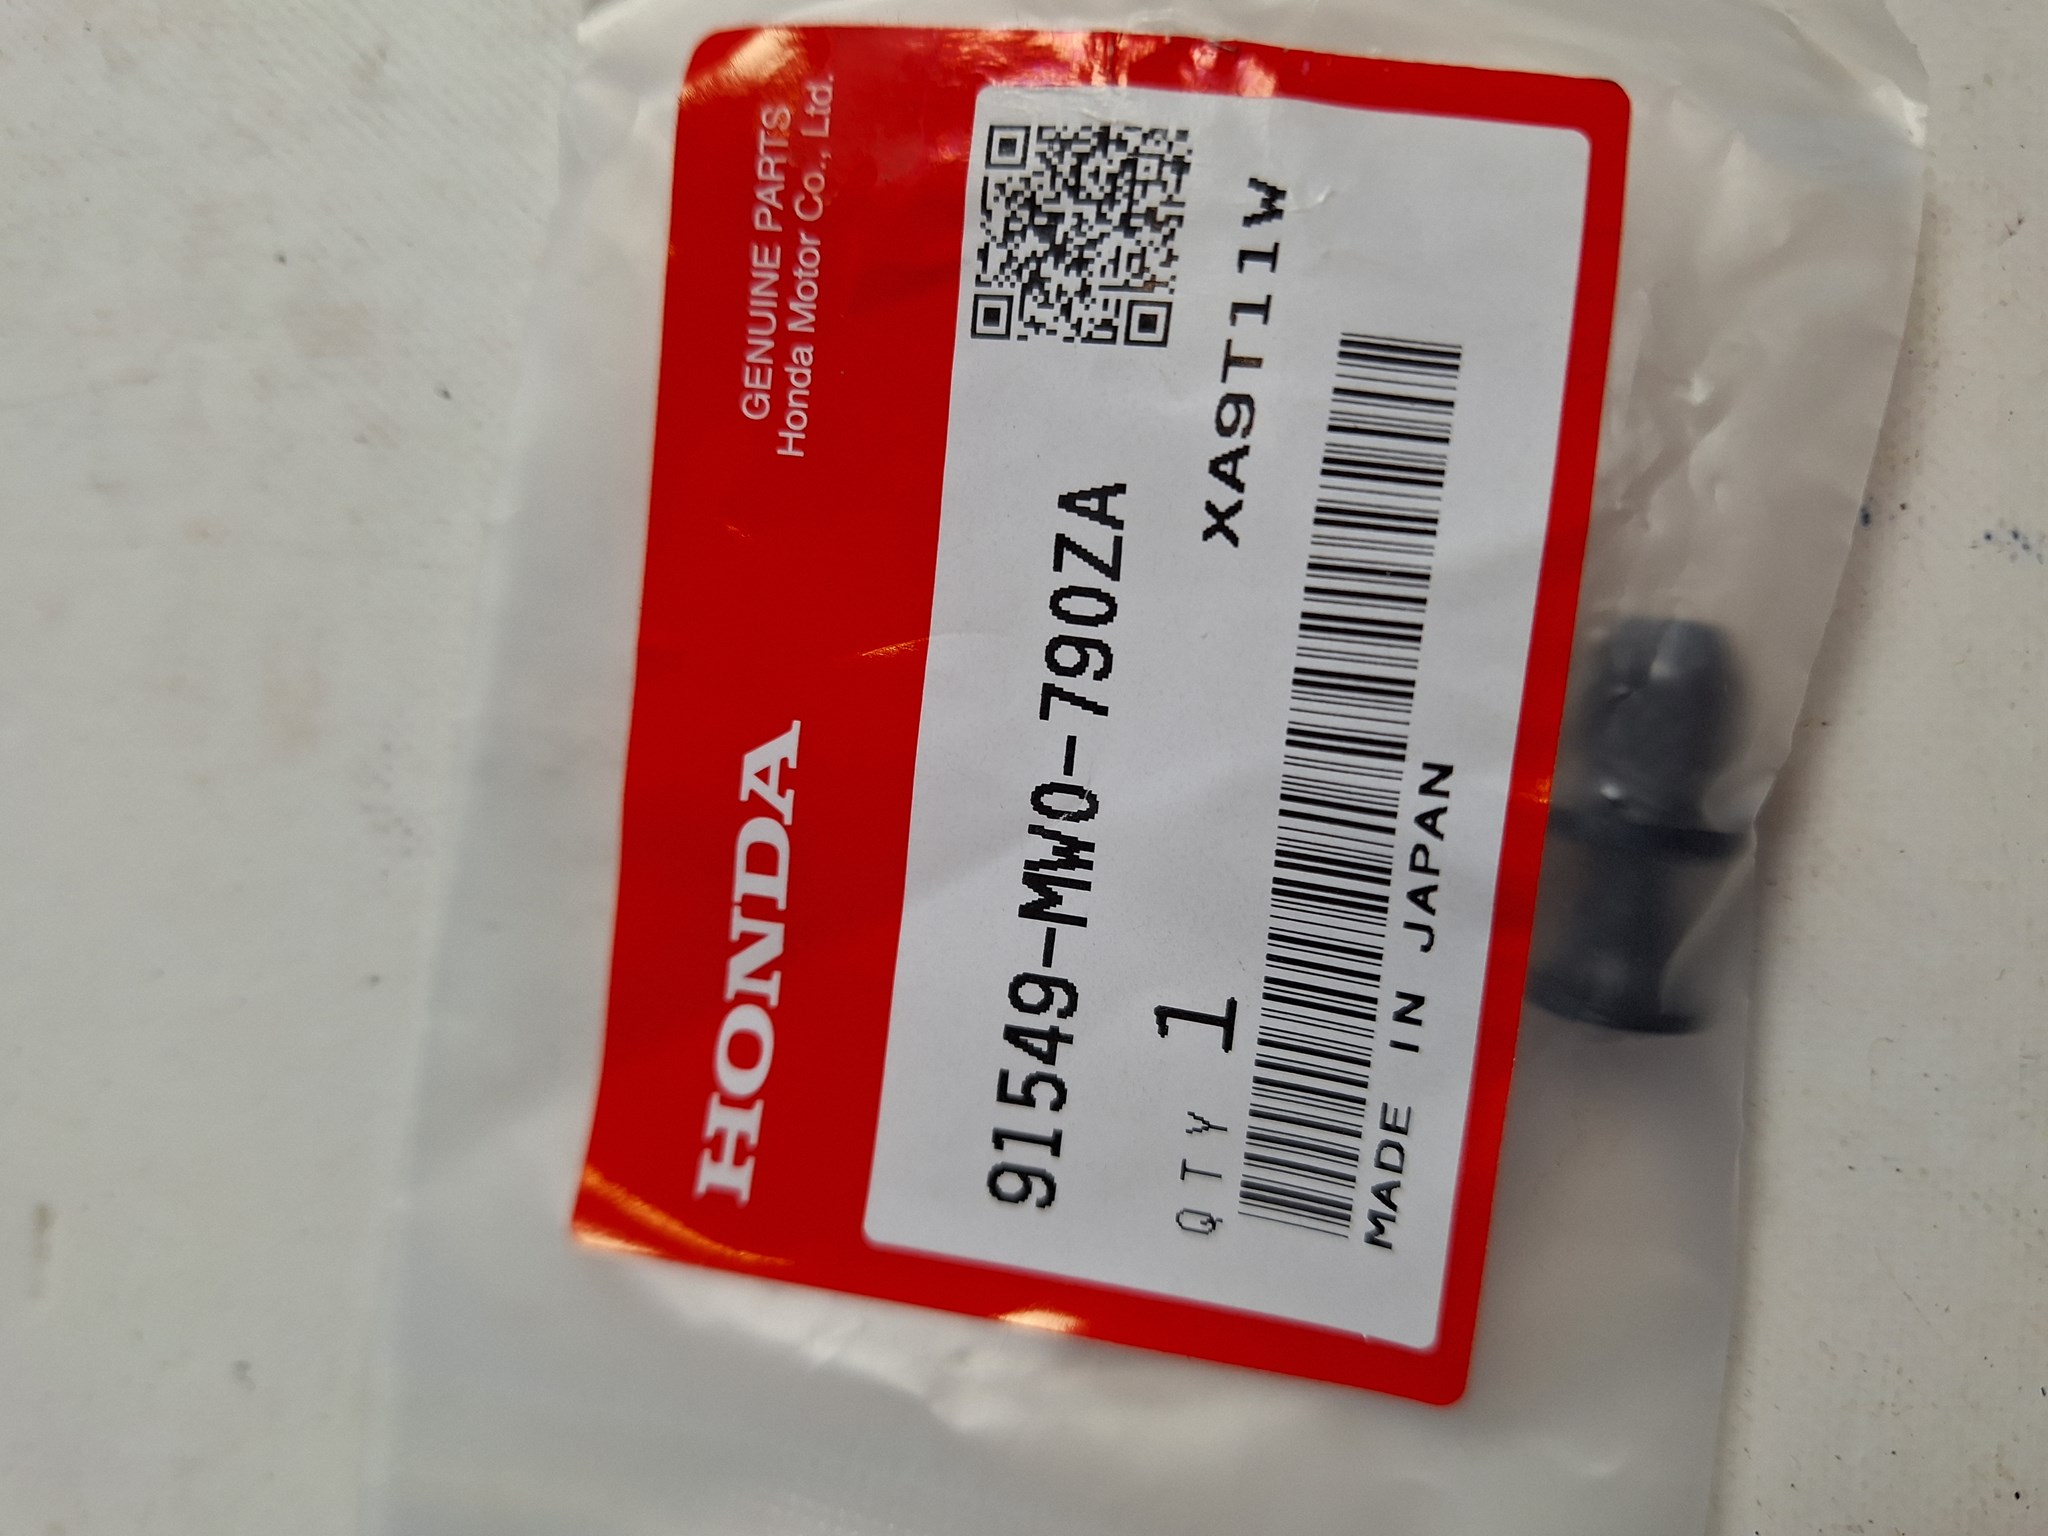 HONDA
GENUINE PARTS
Honda Motor Co., Ltd.
91549-MW0-790ZA
QTY 1
XA9T11W
MADE IN JAPAN